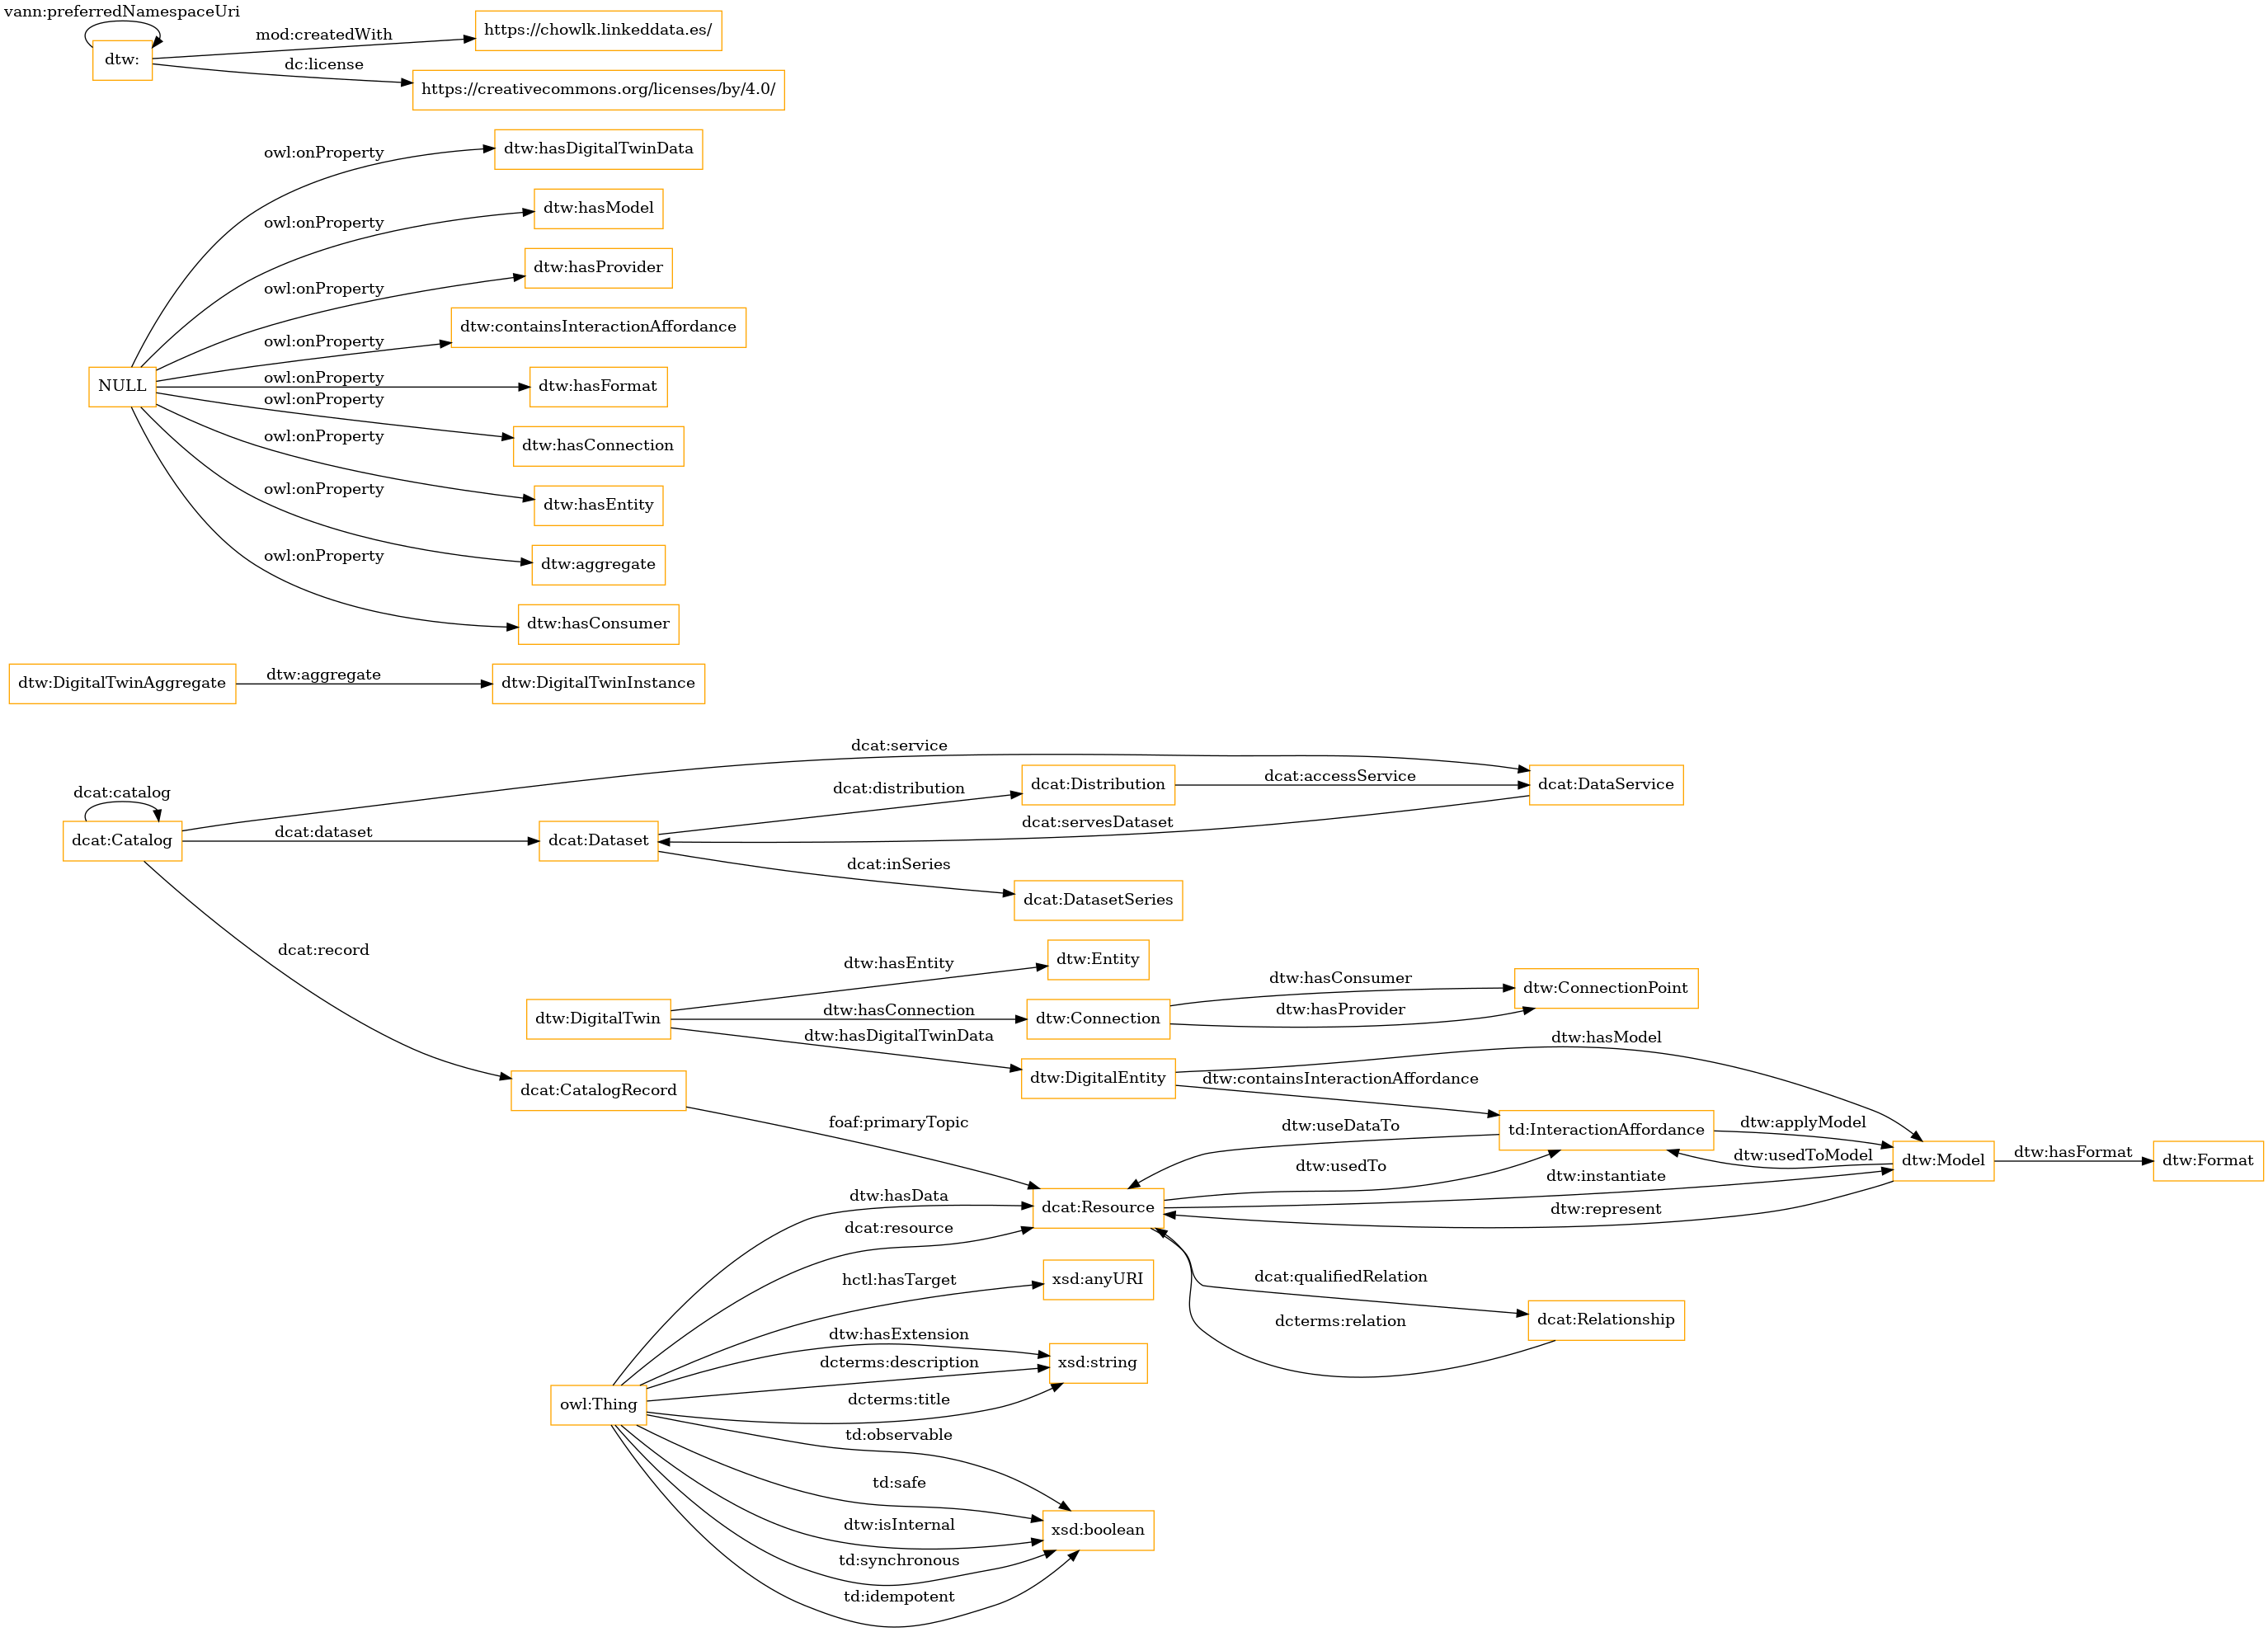 vann:preferredNamespaceUri
dtw:
mod:createdWith
https://chowlk.linkeddata.es/
dc:license
https://creativecommons.org/licenses/by/4.0/
NULL
owl:onProperty
dtw:hasDigitalTwinData
owl:onProperty
dtw:hasModel
owl:onProperty
dtw:hasProvider
owl:onProperty
dtw:containsInteractionAffordance
owl:onProperty
dtw:hasFormat
owl:onProperty
dtw:hasConnection
owl:onProperty
dtw:hasEntity
owl:onProperty
dtw:aggregate
owl:onProperty
dtw:hasConsumer
dtw:DigitalTwinAggregate
dtw:aggregate
dtw:DigitalTwinInstance
dcat:catalog
dcat:Catalog
dcat:service
dcat:dataset
dcat:record
dcat:Dataset
dcat:distribution
dcat:Distribution
dcat:accessService
dcat:DataService
dcat:servesDataset
dcat:inSeries
dcat:DatasetSeries
dtw:DigitalTwin
dtw:hasEntity
dtw:Entity
dtw:hasConnection
dtw:Connection
dtw:hasConsumer
dtw:ConnectionPoint
dtw:hasProvider
dtw:hasDigitalTwinData
dtw:DigitalEntity
dtw:hasModel
dtw:containsInteractionAffordance
td:InteractionAffordance
dtw:applyModel
dtw:usedToModel
dtw:Model
dtw:hasFormat
dtw:Format
dcat:CatalogRecord
foaf:primaryTopic
dtw:useDataTo
dtw:usedTo
dtw:instantiate
dtw:represent
dcat:Resource
dtw:hasData
dcat:resource
dcat:qualifiedRelation
dcat:Relationship
dcterms:relation
hctl:hasTarget
xsd:anyURI
dtw:hasExtension
dcterms:description
xsd:string
dcterms:title
owl:Thing
td:observable
td:safe
dtw:isInternal
xsd:boolean
td:synchronous
td:idempotent